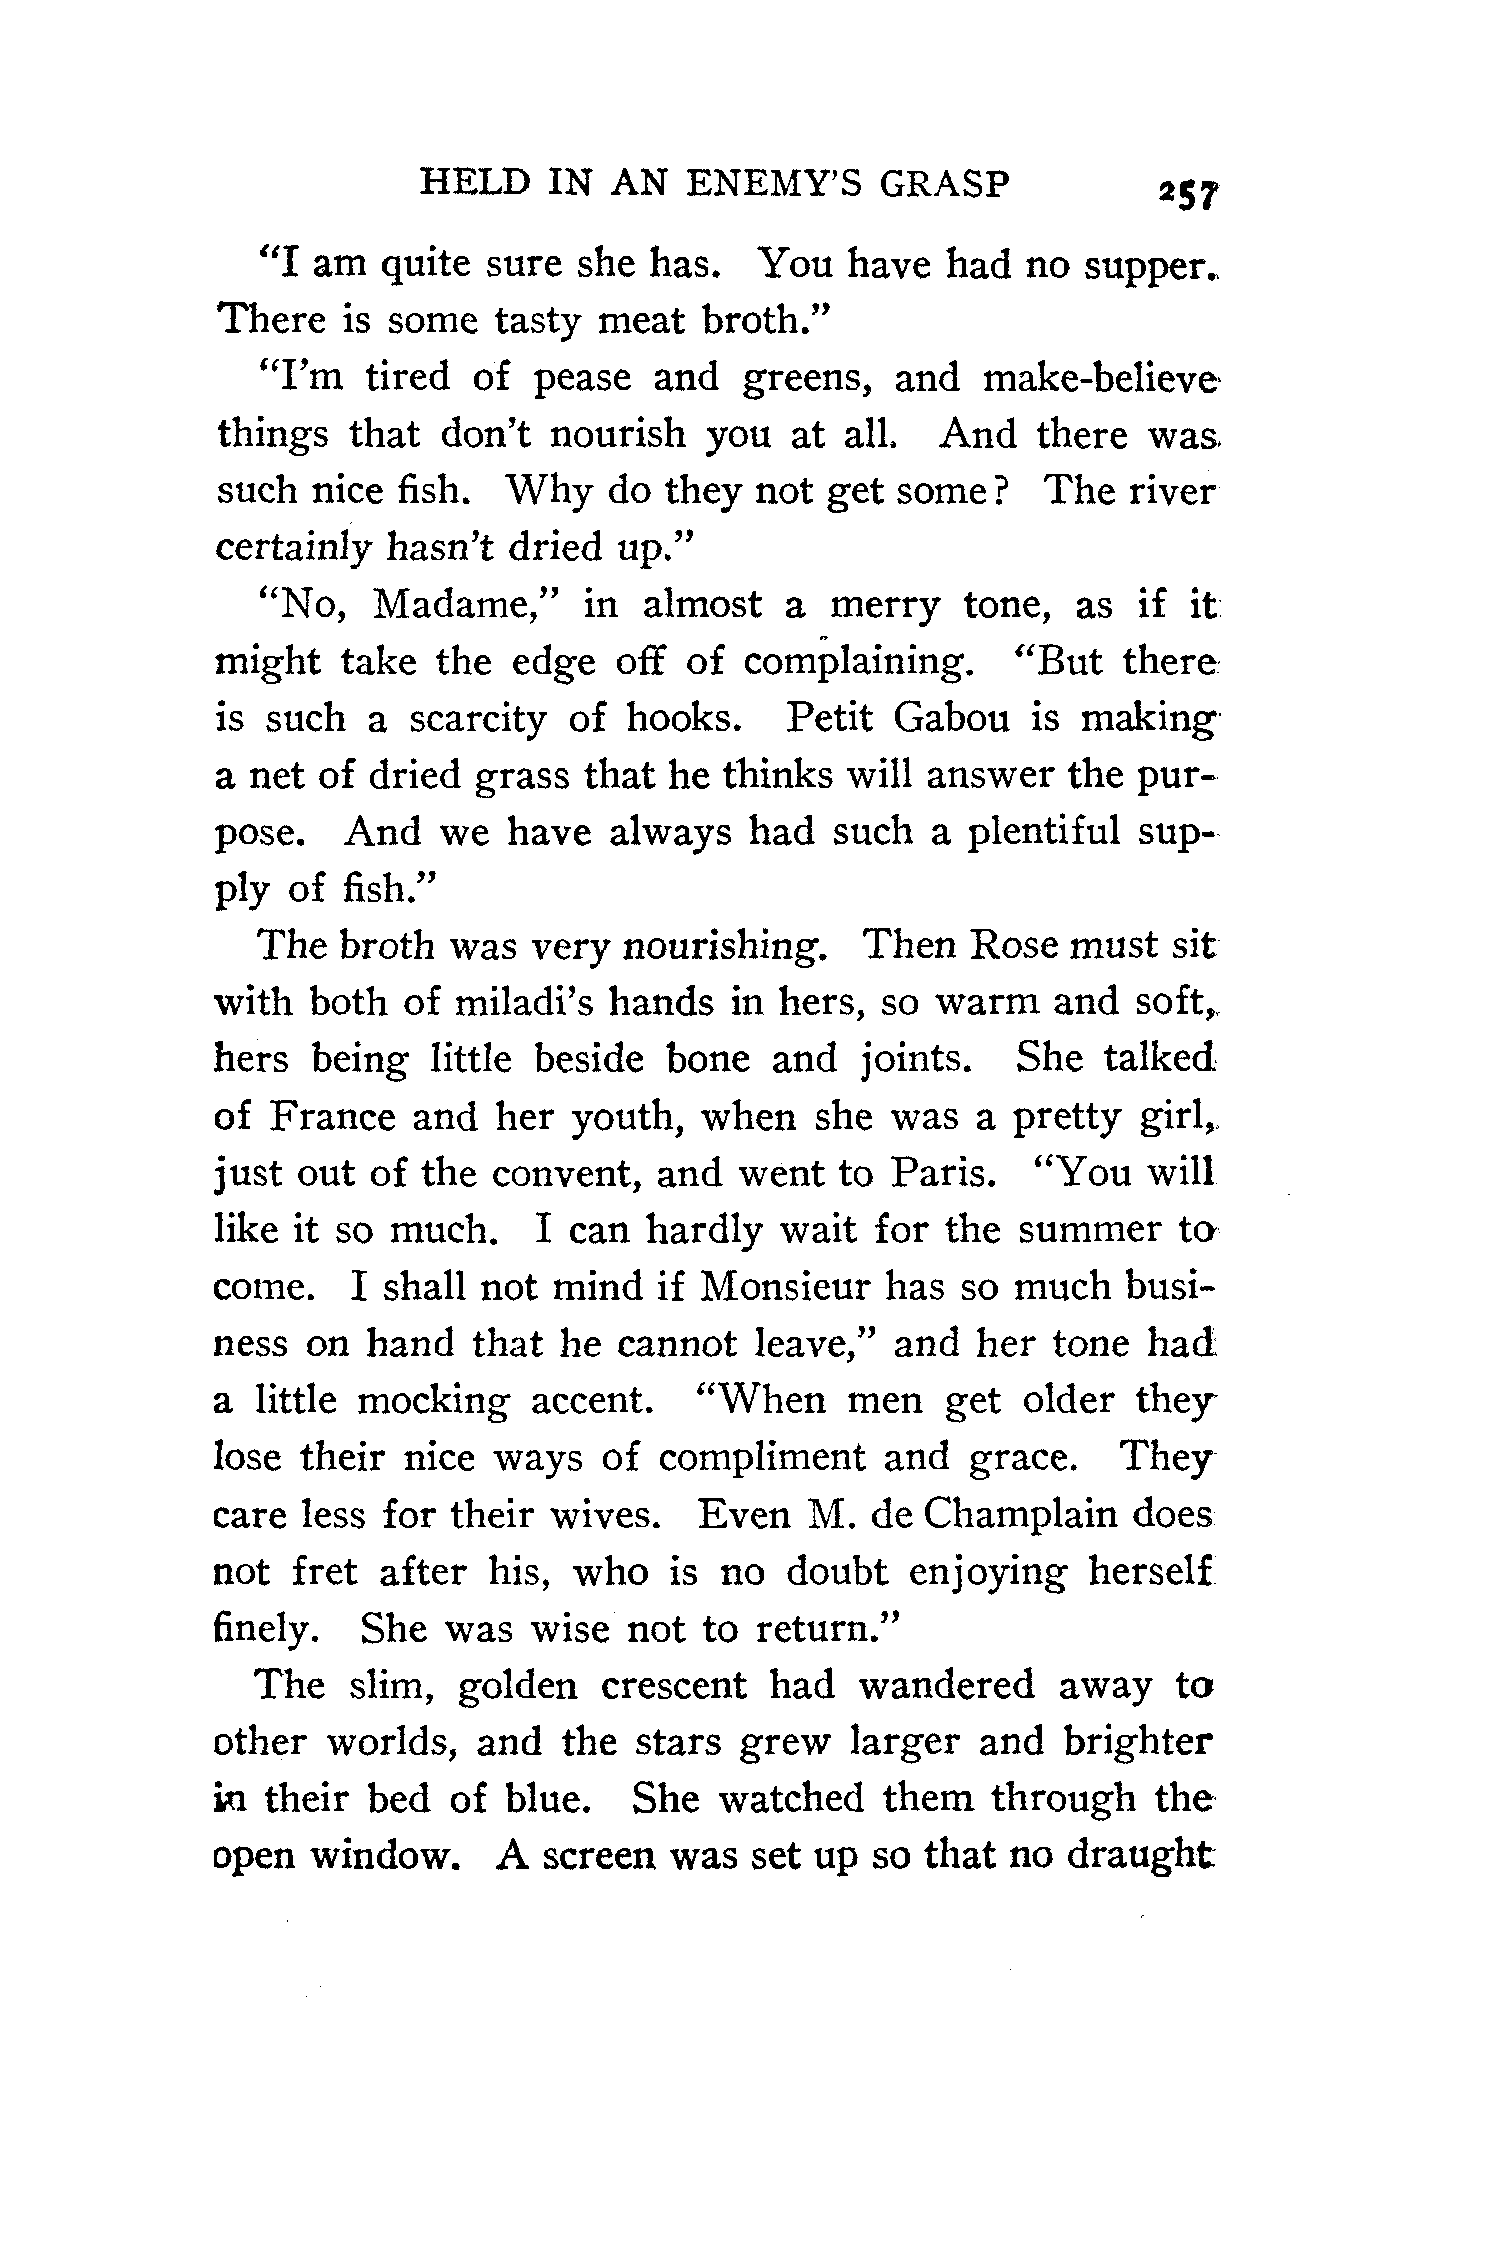 HELD IN AN ENEMY'S GRASP 257
"I am quite sure she has. You have had no supper.
There is some tasty meat broth."
"I'm tired of pease and greens, and make-believe
things that don't nourish you at all. And there was
such nice fish. Why do they not get some? The river
certainly hasn't dried up."
"No, Madame," in almost a merry tone, as if it
might take the edge off of complaining. "But there
is such a scarcity of hooks. Petit Gabou is making
a net of dried grass that he thinks will answer the pur-
pose. And we have always had such a plentiful sup-
ply of fish."
The broth was very nourishing. Then Rose must sit
with both of miladi's hands in hers, so warm and soft,
hers being little beside bone and joints. She talked
of France and her youth, when she was a pretty girl,
just out of the convent, and went to Paris. "You will
like it so much. I can hardly wait for the summer to
come. I shall not mind if Monsieur has so much busi-
ness on hand that he cannot leave," and her tone had
a little mocking accent. "When men get older they
lose their nice ways of compliment and grace. They
care less for their wives. Even M. de Champlain does
not fret after his, who is no doubt enjoying herself
finely. She was wise not to return."
The slim, golden crescent had wandered away to
other worlds, and the stars grew larger and brighter
in their bed of blue. She watched them through the
open window. A screen was set up so that no draught